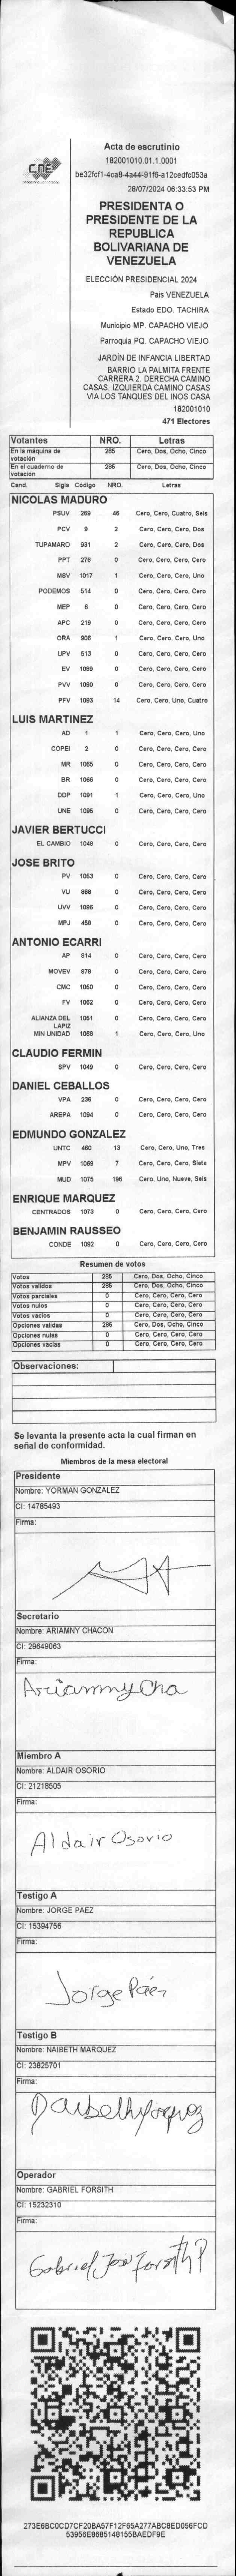 CNE
Acta de escrutinio
182001010.01.1.0001
be32fcf1-4ca8-4a44-91f6-a12cedfc053a
28/07/2024 06:33:53 PM
PRESIDENTA O
PRESIDENTE DE LA
REPUBLICA
BOLIVARIANA DE
VENEZUELA
ELECCIÓN PRESIDENCIAL 2024
Pais VENEZUELA
Estado EDO. TACHIRA
Municipio MP. CAPACHO VIEJO
Parroquia PQ. CAPACHO VIEJO
JARDÍN DE INFANCIA LIBERTAD
BARRIO LA PALMITA FRENTE
CARRERA 2. DERECHA CAMINO
CASAS. IZQUIERDA CAMINO CASAS
VIA LOS TANQUES DEL INOS CASA
182001010
471 Electores
Votantes NRO. Letras
En la máquina de votación 285 Cero, Dos, Ocho, Cinco
En el cuaderno de votación 285 Cero, Dos, Ocho, Cinco
Cand. Sigla Código NRO. Letras
NICOLAS MADURO
PSUV 269 46 Cero, Cero, Cuatro, Seis
PCV 9 2 Cero, Cero, Cero, Dos
TUPAMARO 931 2 Cero, Cero, Cero, Dos
PPT 276 0 Cero, Cero, Cero, Cero
MSV 1017 1 Cero, Cero, Cero, Uno
PODEMOS 514 0 Cero, Cero, Cero, Cero
MEP 6 0 Cero, Cero, Cero, Cero
APC 219 0 Cero, Cero, Cero, Cero
ORA 906 1 Cero, Cero, Cero, Uno
UPV 513 0 Cero, Cero, Cero, Cero
EV 1089 0 Cero, Cero, Cero, Cero
PVV 1090 0 Cero, Cero, Cero, Cero
PFV 1093 14 Cero, Cero, Uno, Cuatro
LUIS MARTINEZ
AD 1 1 Cero, Cero, Cero, Uno
COPEI 2 0 Cero, Cero, Cero, Cero
MR 1065 0 Cero, Cero, Cero, Cero
BR 1066 0 Cero, Cero, Cero, Cero
DDP 1091 1 Cero, Cero, Cero, Uno
UNE 1095 0 Cero, Cero, Cero, Cero
JAVIER BERTUCCI
EL CAMBIO 1048 0 Cero, Cero, Cero, Cero
JOSE BRITO
PV 1053 0 Cero, Cero, Cero, Cero
VU 868 0 Cero, Cero, Cero, Cero
UVV 1096 0 Cero, Cero, Cero, Cero
MPJ 458 0 Cero, Cero, Cero, Cero
ANTONIO ECARRI
AP 814 0 Cero, Cero, Cero, Cero
MOVEV 878 0 Cero, Cero, Cero, Cero
CMC 1050 0 Cero, Cero, Cero, Cero
FV 1062 0 Cero, Cero, Cero, Cero
ALIANZA DEL LAPIZ 1051 0 Cero, Cero, Cero, Cero
MIN UNIDAD 1068 1 Cero, Cero, Cero, Uno
CLAUDIO FERMIN
SPV 1049 0 Cero, Cero, Cero, Cero
DANIEL CEBALLOS
VPA 236 0 Cero, Cero, Cero, Cero
AREPA 1094 0 Cero, Cero, Cero, Cero
EDMUNDO GONZALEZ
UNTC 460 13 Cero, Cero, Uno, Tres
MPV 1069 7 Cero, Cero, Cero, Siete
MUD 1075 196 Cero, Uno, Nueve, Seis
ENRIQUE MARQUEZ
CENTRADOS 1073 0 Cero, Cero, Cero, Cero
BENJAMIN RAUSSEO
CONDE 1092 0 Cero, Cero, Cero, Cero
Resumen de votos
Votos 285 Cero, Dos, Ocho, Cinco
Votos validos 285 Cero, Dos, Ocho, Cinco
Votos parciales 0 Cero, Cero, Cero, Cero
Votos nulos 0 Cero, Cero, Cero, Cero
Votos vacios 0 Cero, Cero, Cero, Cero
Opciones validas 285 Cero, Dos, Ocho, Cinco
Opciones nulas 0 Cero, Cero, Cero, Cero
Opciones vacias 0 Cero, Cero, Cero, Cero
Observaciones:
Se levanta la presente acta la cual firman en
señal de conformidad.
Miembros de la mesa electoral
Presidente
Nombre: YORMAN GONZALEZ
CI: 14785493
Firma:
Secretario
Nombre: ARIAMNY CHACON
CI: 29649063
Firma:
Ariamny Cha
Miembro A
Nombre: ALDAIR OSORIO
CI: 21218505
Firma:
Aldair Osorio
Testigo A
Nombre: JORGE PAEZ
CI: 15394756
Firma:
Jorge Páez
Testigo B
Nombre: NAIBETH MARQUEZ
CI: 23825701
Firma:
Operador
Nombre: GABRIEL FORSITH
CI: 15232310
Firma:
Gabriel José Forsith P
273E6BC0CD7CF20BA57F12F65A277ABC8ED056FCD
53956E8685148155BAEDF9E